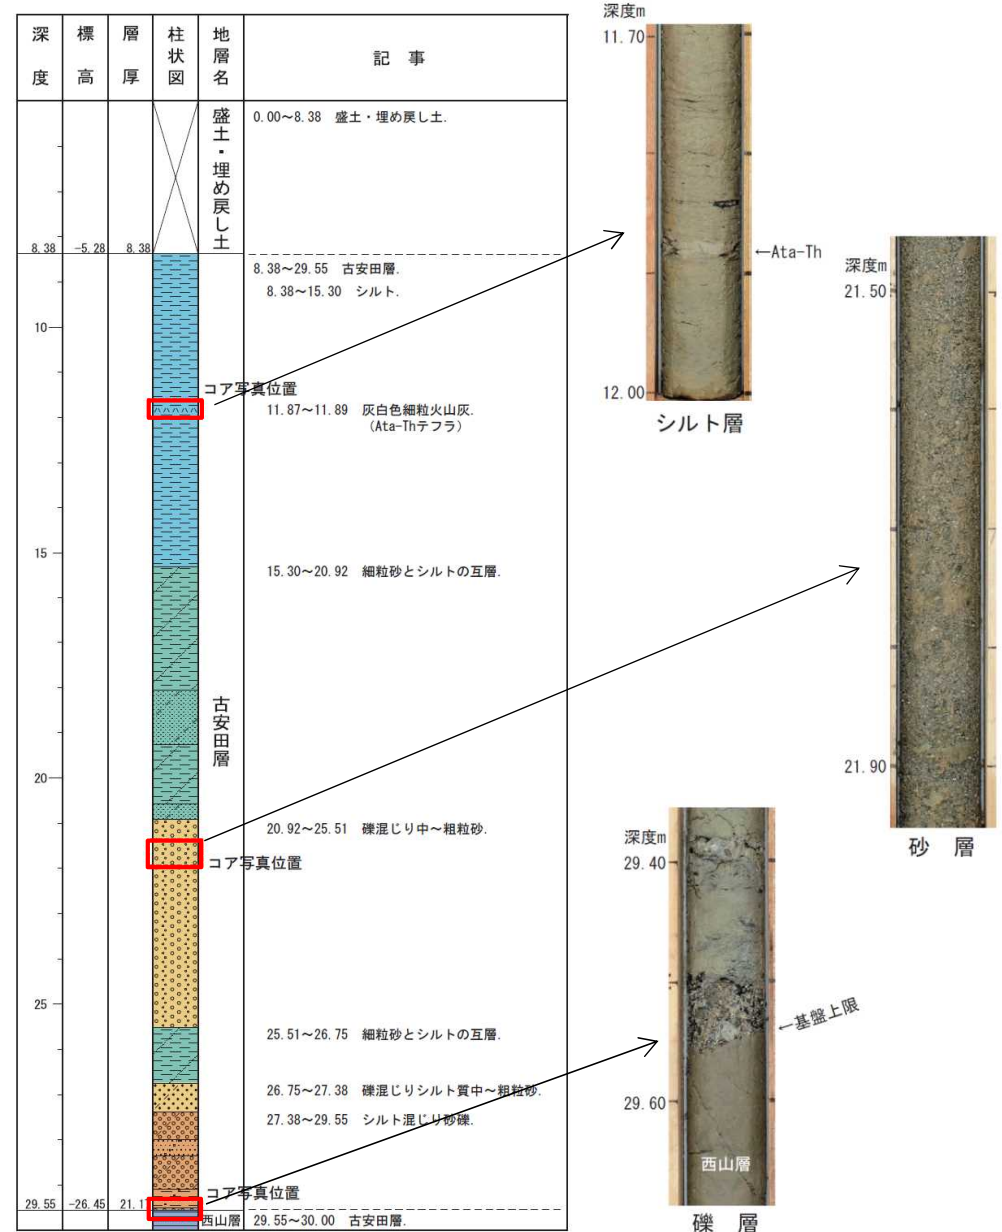 深度
標高
層厚
柱状図
地層名
記 事
盛土・埋め戻し土
0.00～8.38 盛土・埋め戻し土.
8.38 -5.28 8.38
8.38～29.55 古安田層.
8.38～15.30 シルト.
10
コア写真位置
11.87～11.89 灰白色細粒火山灰.
(Ata-Thテフラ)
15
15.30～20.92 細粒砂とシルトの互層.
古安田層
20
20.92～25.51 礫混じり中～粗粒砂.
コア写真位置
25
25.51～26.75 細粒砂とシルトの互層.
26.75～27.38 礫混じりシルト質中～粗粒砂.
27.38～29.55 シルト混じり砂礫.
コア写真位置
29.55 -26.45 21.17
西山層 29.55～30.00 古安田層.
深度m
11.70
←Ata-Th
12.00
シルト層
深度m
21.50
21.90
砂 層
深度m
29.40
←基盤上限
29.60
西山層
礫 層